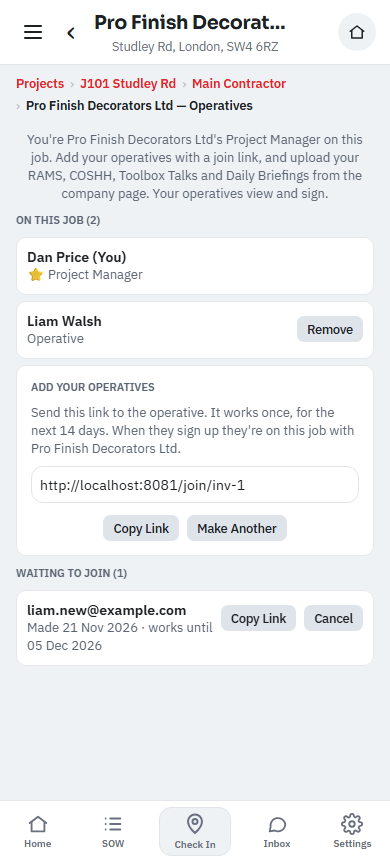 Pro Finish Decorat...
Studley Rd, London, SW4 6RZ
Projects › J101 Studley Rd › Main Contractor
› Pro Finish Decorators Ltd — Operatives
You're Pro Finish Decorators Ltd's Project Manager on this
job. Add your operatives with a join link, and upload your
RAMS, COSHH, Toolbox Talks and Daily Briefings from the
company page. Your operatives view and sign.
ON THIS JOB (2)
Dan Price (You)
⭐ Project Manager
Liam Walsh
Operative
Remove
ADD YOUR OPERATIVES
Send this link to the operative. It works once, for the
next 14 days. When they sign up they're on this job with
Pro Finish Decorators Ltd.
http://localhost:8081/join/inv-1
Copy Link Make Another
WAITING TO JOIN (1)
liam.new@example.com
Made 21 Nov 2026 · works until
05 Dec 2026
Copy Link Cancel
Home SOW Check In Inbox Settings